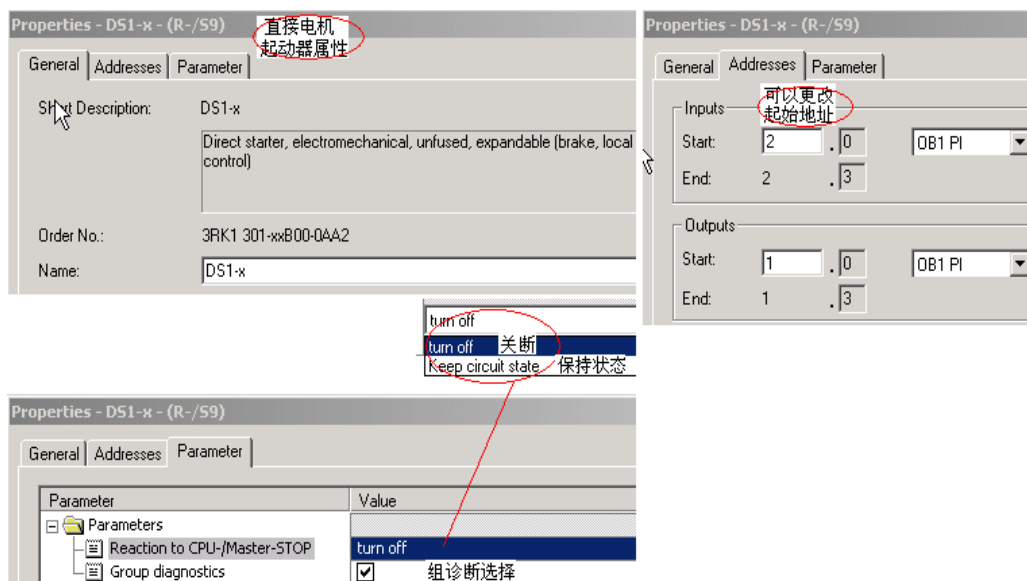 Properties - DS1-x - (R-/S9)
直接电机
起动器属性
General Addresses Parameter
Short Description: DS1-x
Direct starter, electromechanical, unfused, expandable (brake, local
control)
Order No.: 3RK1 301-xxB00-0AA2
Name: DS1-x
Properties - DS1-x - (R-/S9)
General Addresses Parameter
可以更改
起始地址
Inputs
Start: 2 . 0 OB1 PI
End: 2 . 3
Outputs
Start: 1 . 0 OB1 PI
End: 1 . 3
turn off
turn off 关断
Keep circuit state 保持状态
Properties - DS1-x - (R-/S9)
General Addresses Parameter
Parameter Value
Parameters
Reaction to CPU-/Master-STOP turn off
Group diagnostics 组诊断选择